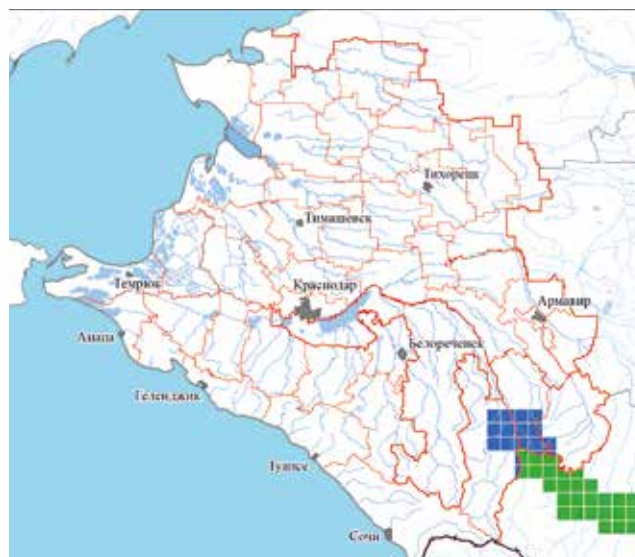 Тихорецк
Тимашевск
Темрюк
Краснодар
Армавир
Анапа
Белореченск
Геленджик
Туапсе
Сочи